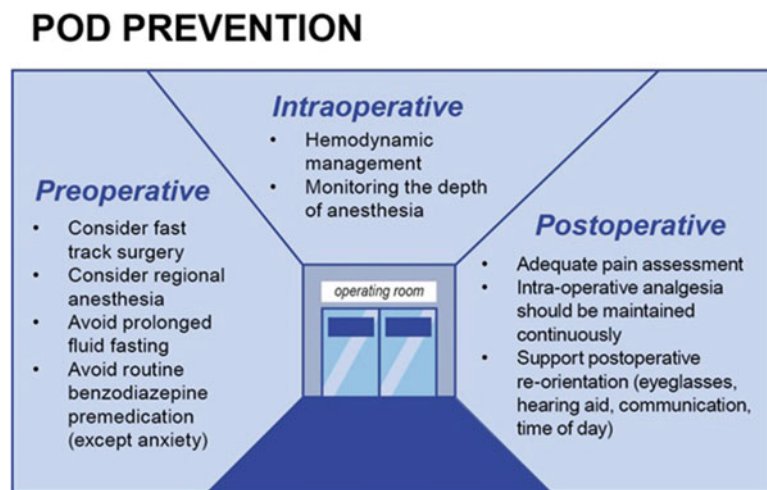 POD PREVENTION
Preoperative
• Consider fast
track surgery
• Consider regional
anesthesia
• Avoid prolonged
fluid fasting
• Avoid routine
benzodiazepine
premedication
(except anxiety)
Intraoperative
• Hemodynamic
management
• Monitoring the depth
of anesthesia
operating room
Postoperative
• Adequate pain assessment
• Intra-operative analgesia
should be maintained
continuously
• Support postoperative
re-orientation (eyeglasses,
hearing aid, communication,
time of day)